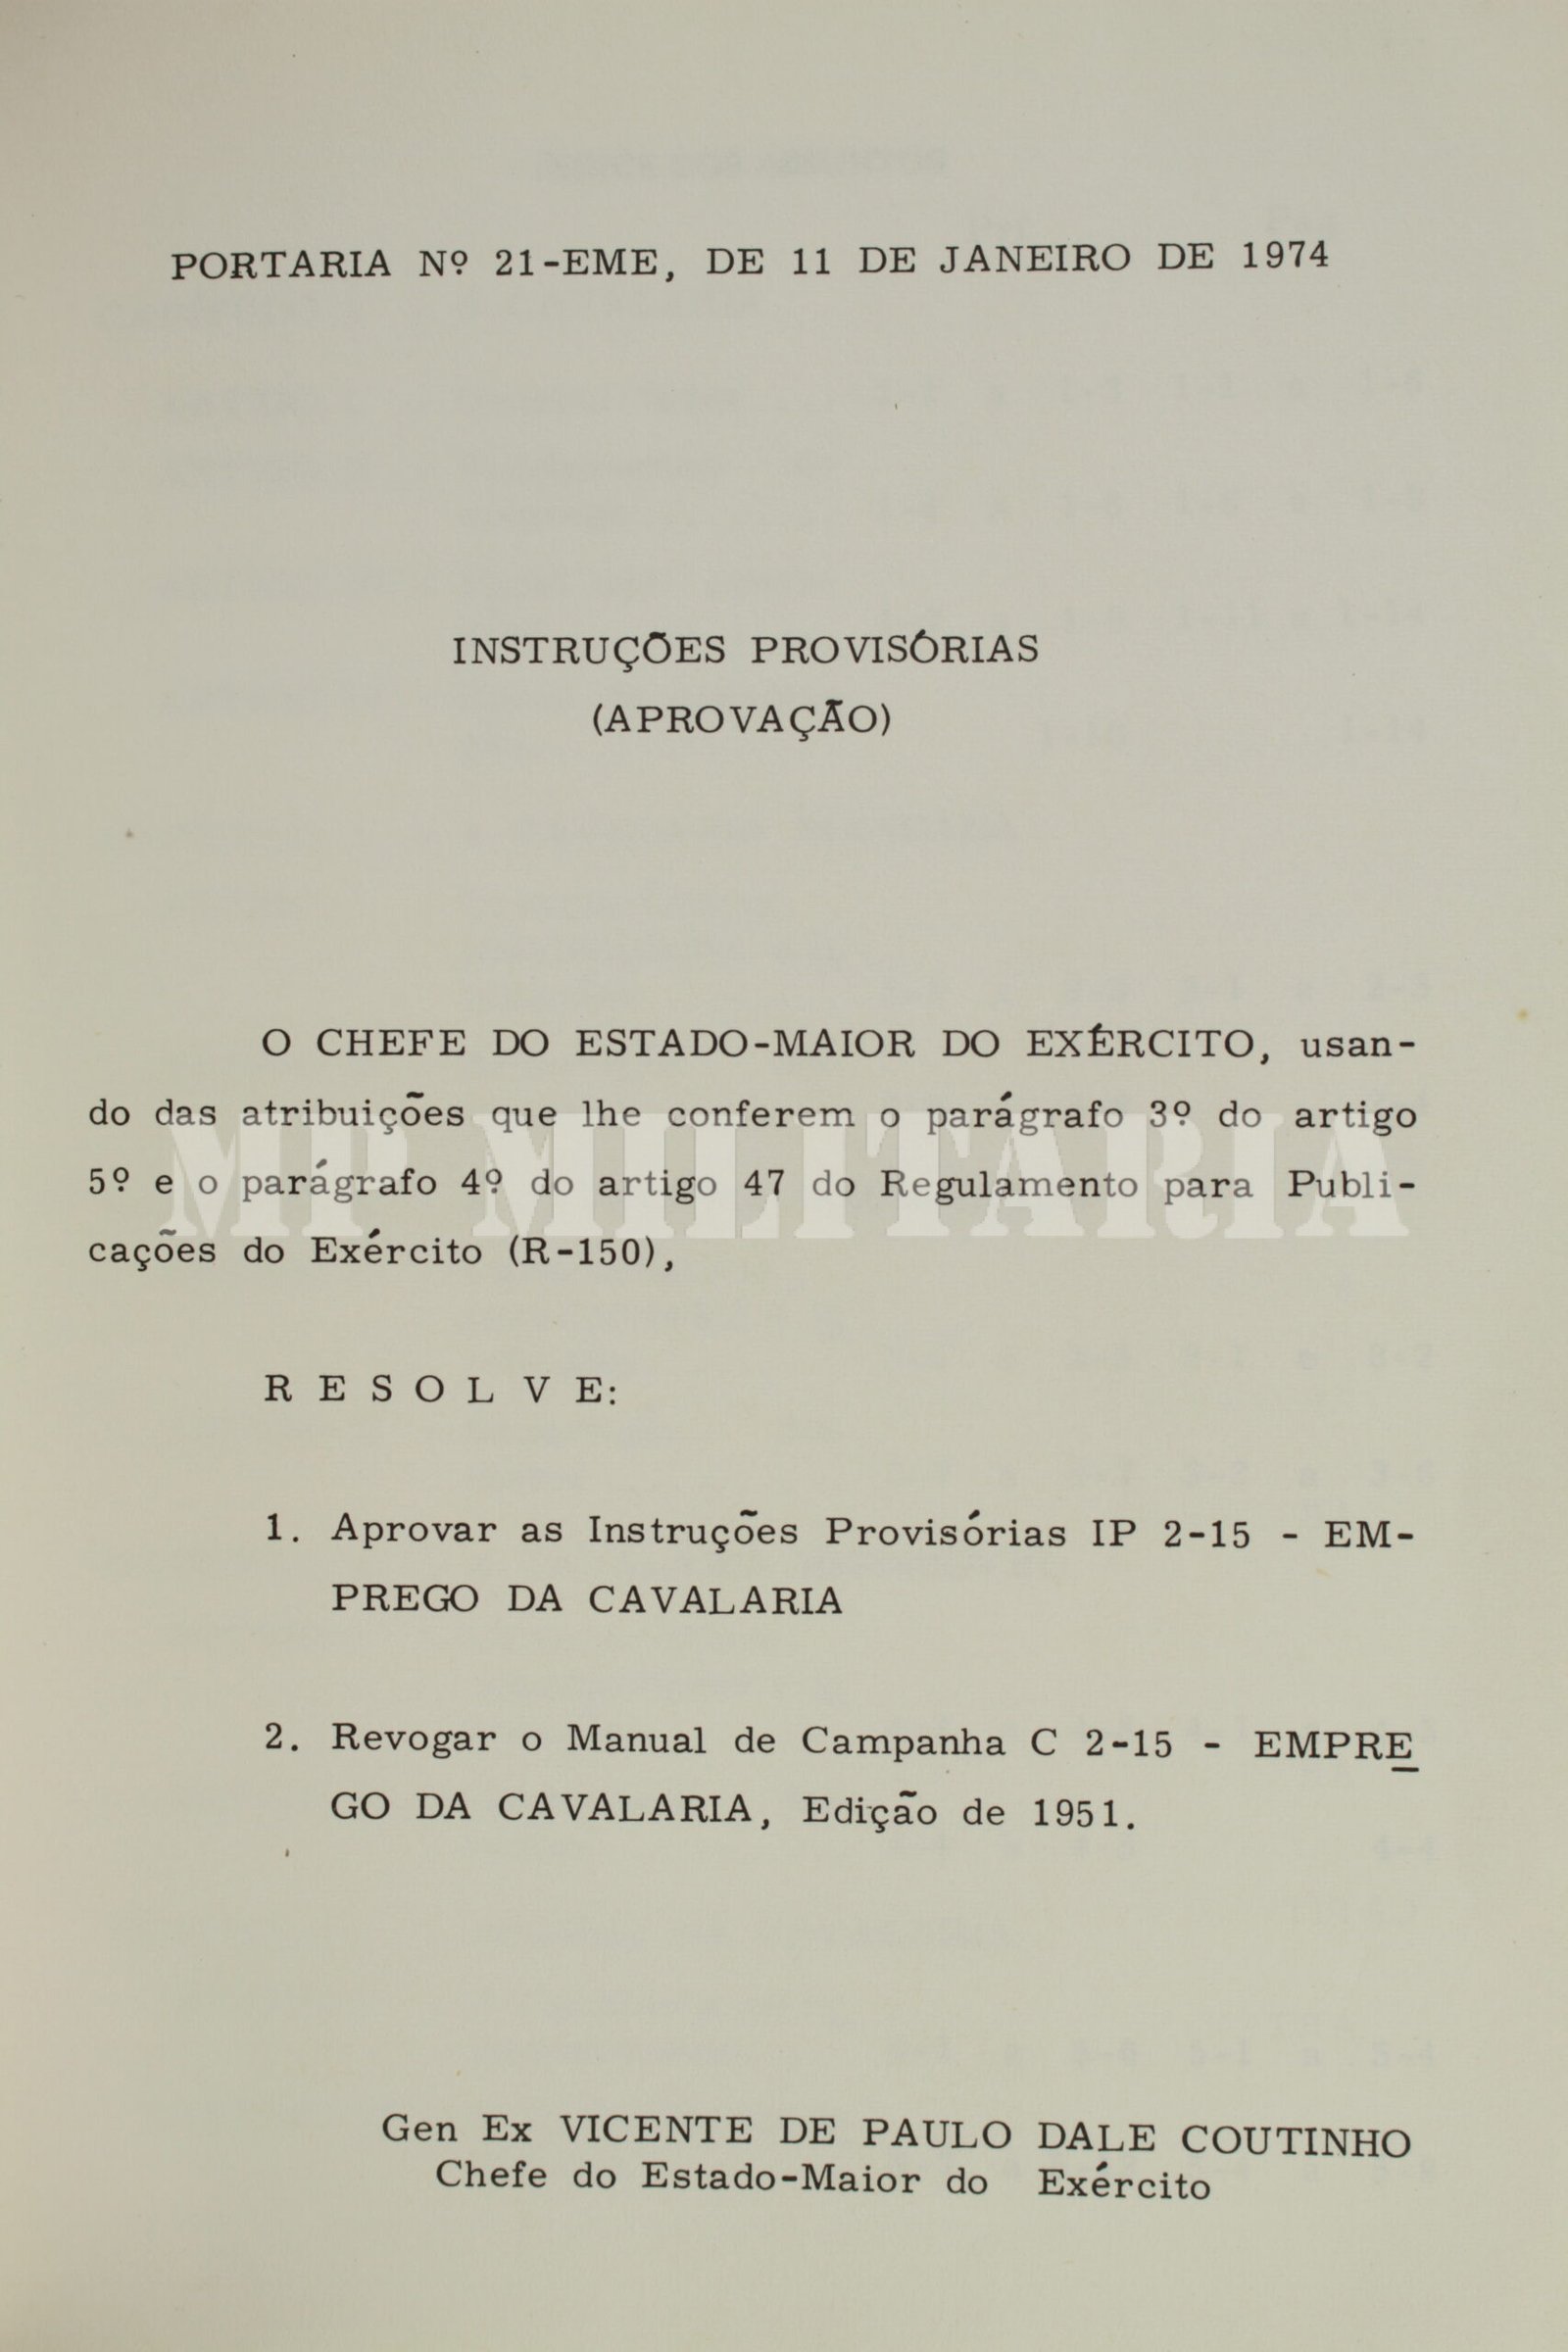 PORTARIA Nº 21-EME, DE 11 DE JANEIRO DE 1974
INSTRUÇÕES PROVISÓRIAS
(APROVAÇÃO)
O CHEFE DO ESTADO-MAIOR DO EXÉRCITO, usan-
do das atribuições que lhe conferem o parágrafo 3º do artigo
MP MILITARIA
5º e o parágrafo 4º do artigo 47 do Regulamento para Publi-
cações do Exército (R-150),
R E S O L V E:
1. Aprovar as Instruções Provisórias IP 2-15 - EM-
PREGO DA CAVALARIA
2. Revogar o Manual de Campanha C 2-15 - EMPRE
GO DA CAVALARIA, Edição de 1951.
Gen Ex VICENTE DE PAULO DALE COUTINHO
Chefe do Estado-Maior do Exército